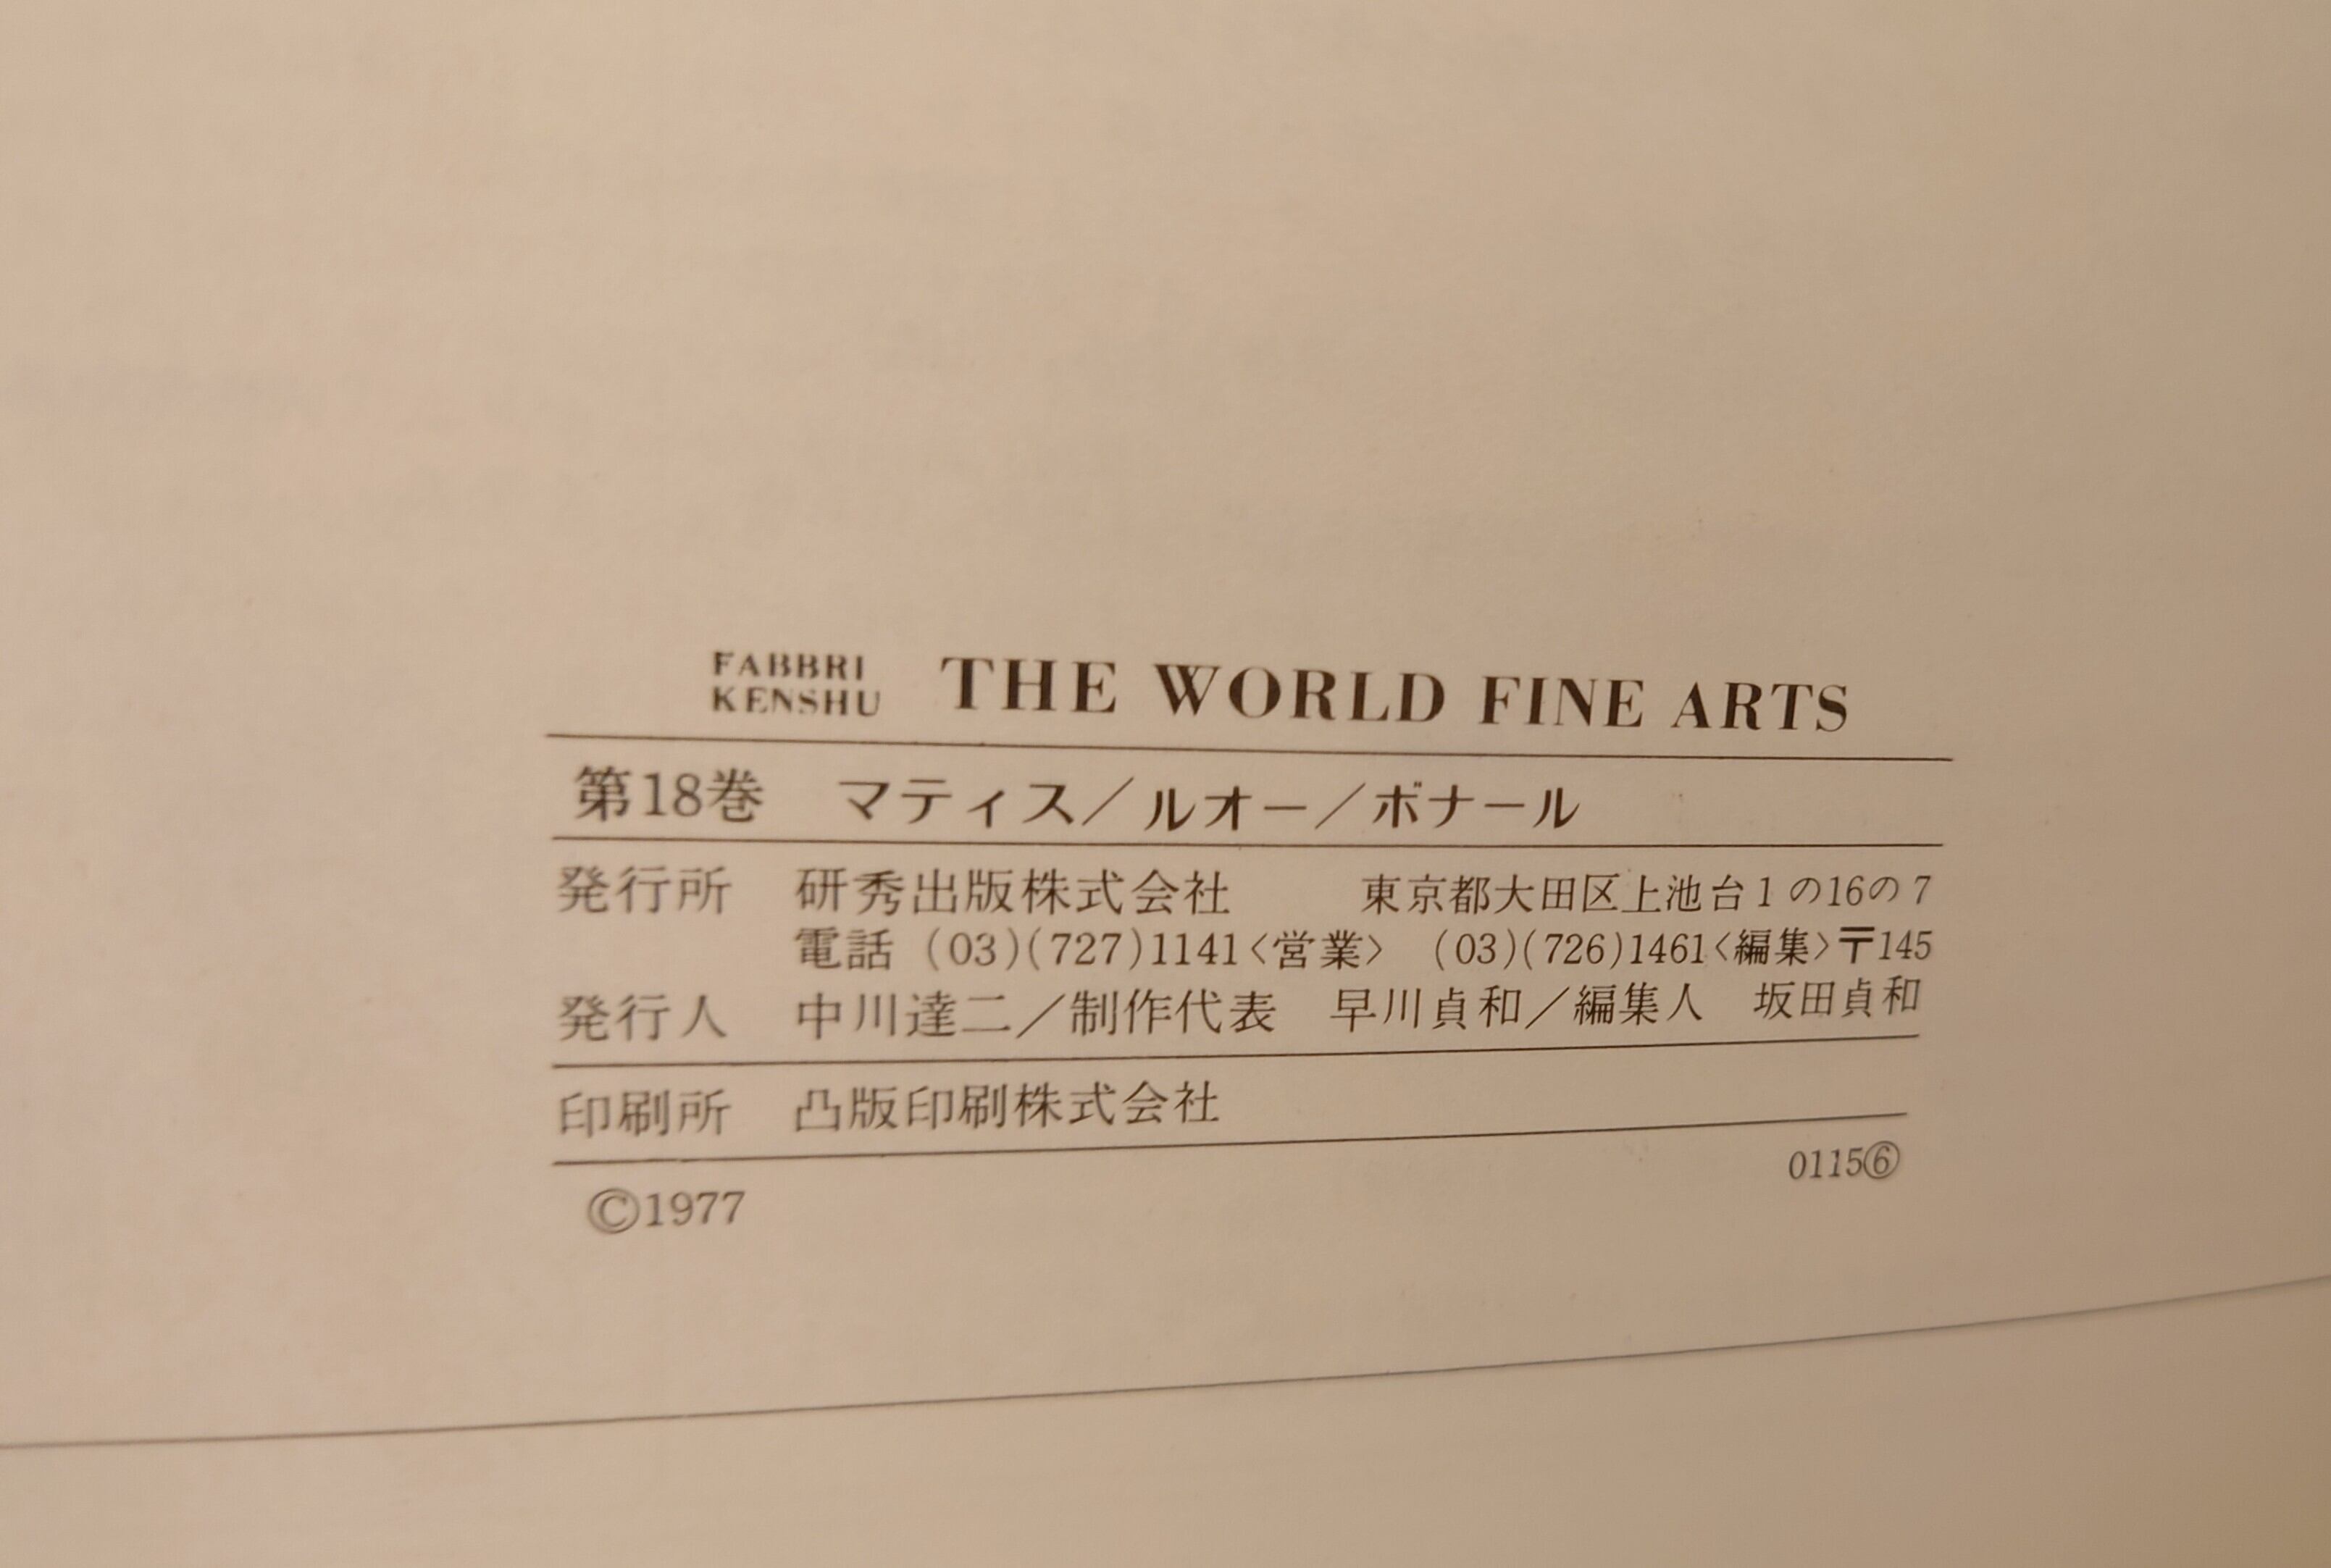 FABBRI
KENSHU
THE WORLD FINE ARTS
第18巻 マティス／ルオー／ボナール
発行所 研秀出版株式会社 東京都大田区上池台1の16の7
電話 (03)(727)1141〈営業〉 (03)(726)1461〈編集〉〒145
発行人 中川達二／制作代表 早川貞和／編集人 坂田貞和
印刷所 凸版印刷株式会社
0115⑥
©1977